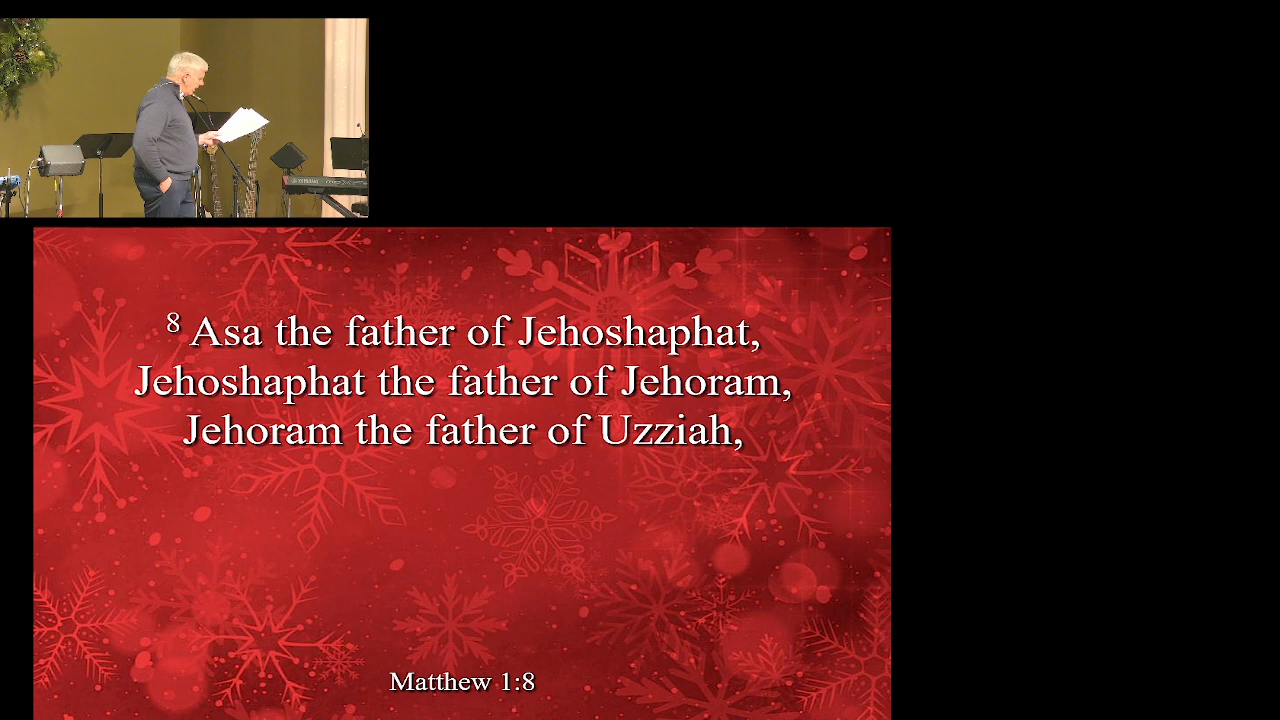 8 Asa the father of Jehoshaphat,
Jehoshaphat the father of Jehoram,
Jehoram the father of Uzziah,
Matthew 1:8